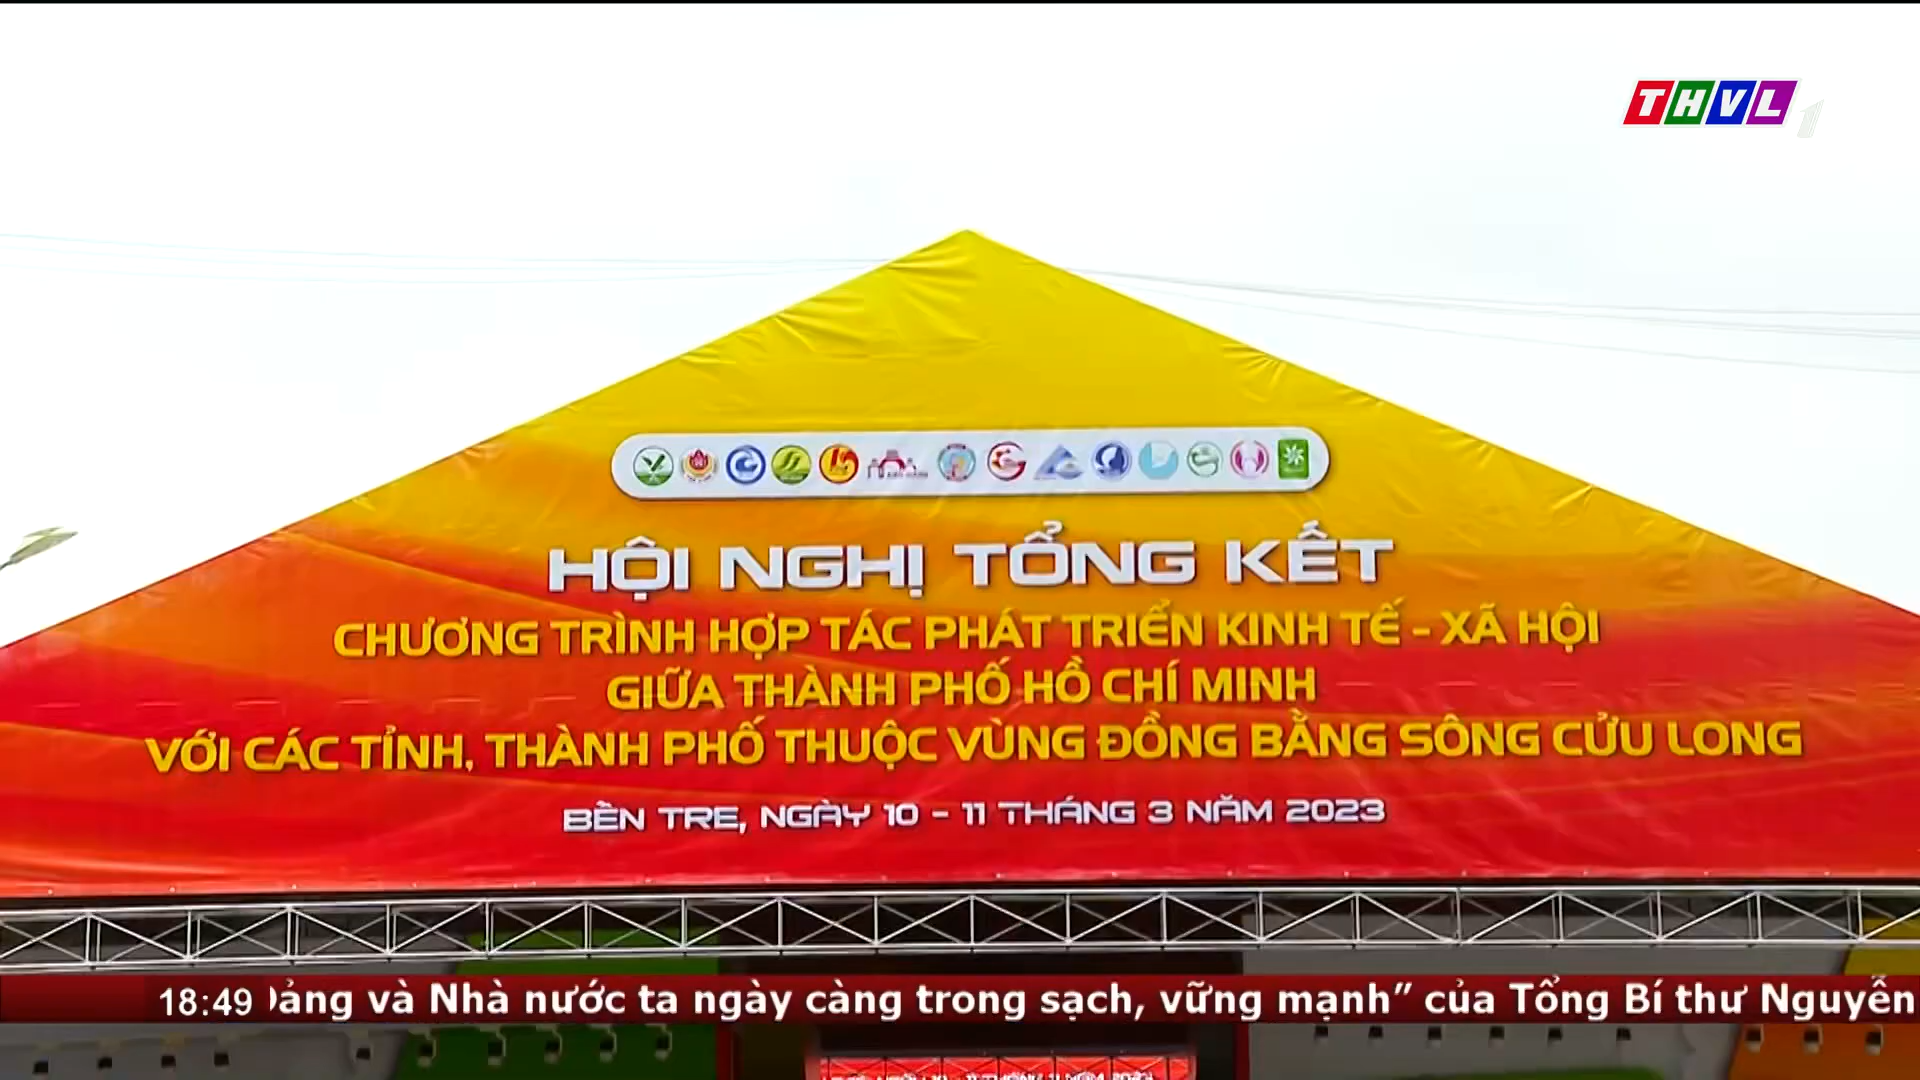 THVL1
HỘI NGHỊ TỔNG KẾT
CHƯƠNG TRÌNH HỢP TÁC PHÁT TRIỂN KINH TẾ - XÃ HỘI
GIỮA THÀNH PHỐ HỒ CHÍ MINH
VỚI CÁC TỈNH, THÀNH PHỐ THUỘC VÙNG ĐỒNG BẰNG SÔNG CỬU LONG
BẾN TRE, NGÀY 10 - 11 THÁNG 3 NĂM 2023
18:49 Đảng và Nhà nước ta ngày càng trong sạch, vững mạnh” của Tổng Bí thư Nguyễn